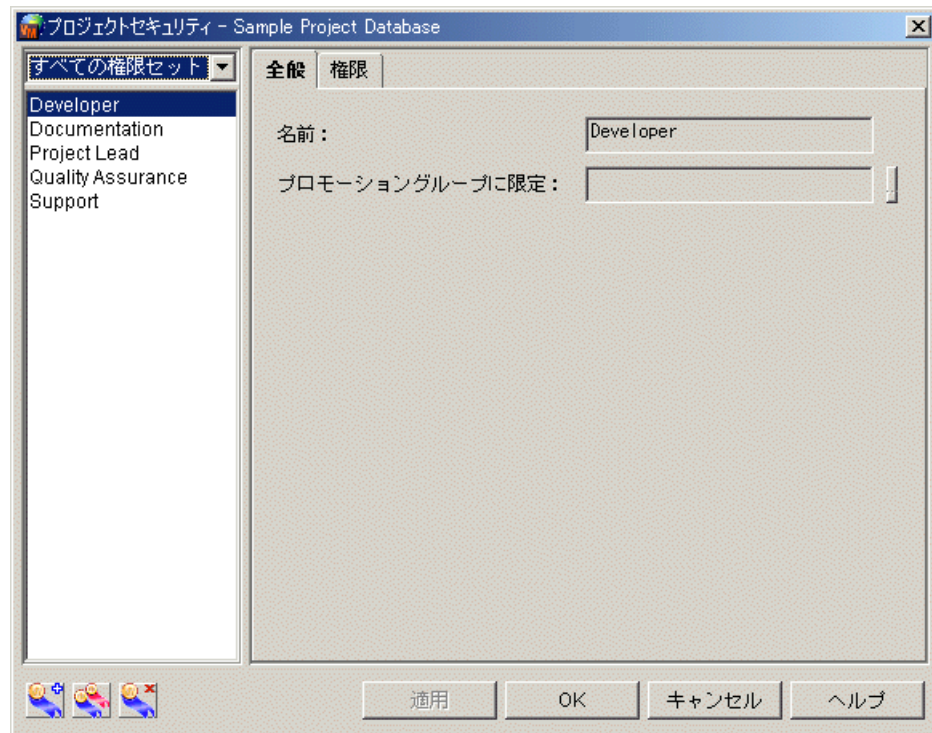 プロジェクトセキュリティ - Sample Project Database
すべての権限セット
Developer
Documentation
Project Lead
Quality Assurance
Support
全般
権限
名前：
Developer
プロモーショングループに限定：
適用
OK
キャンセル
ヘルプ